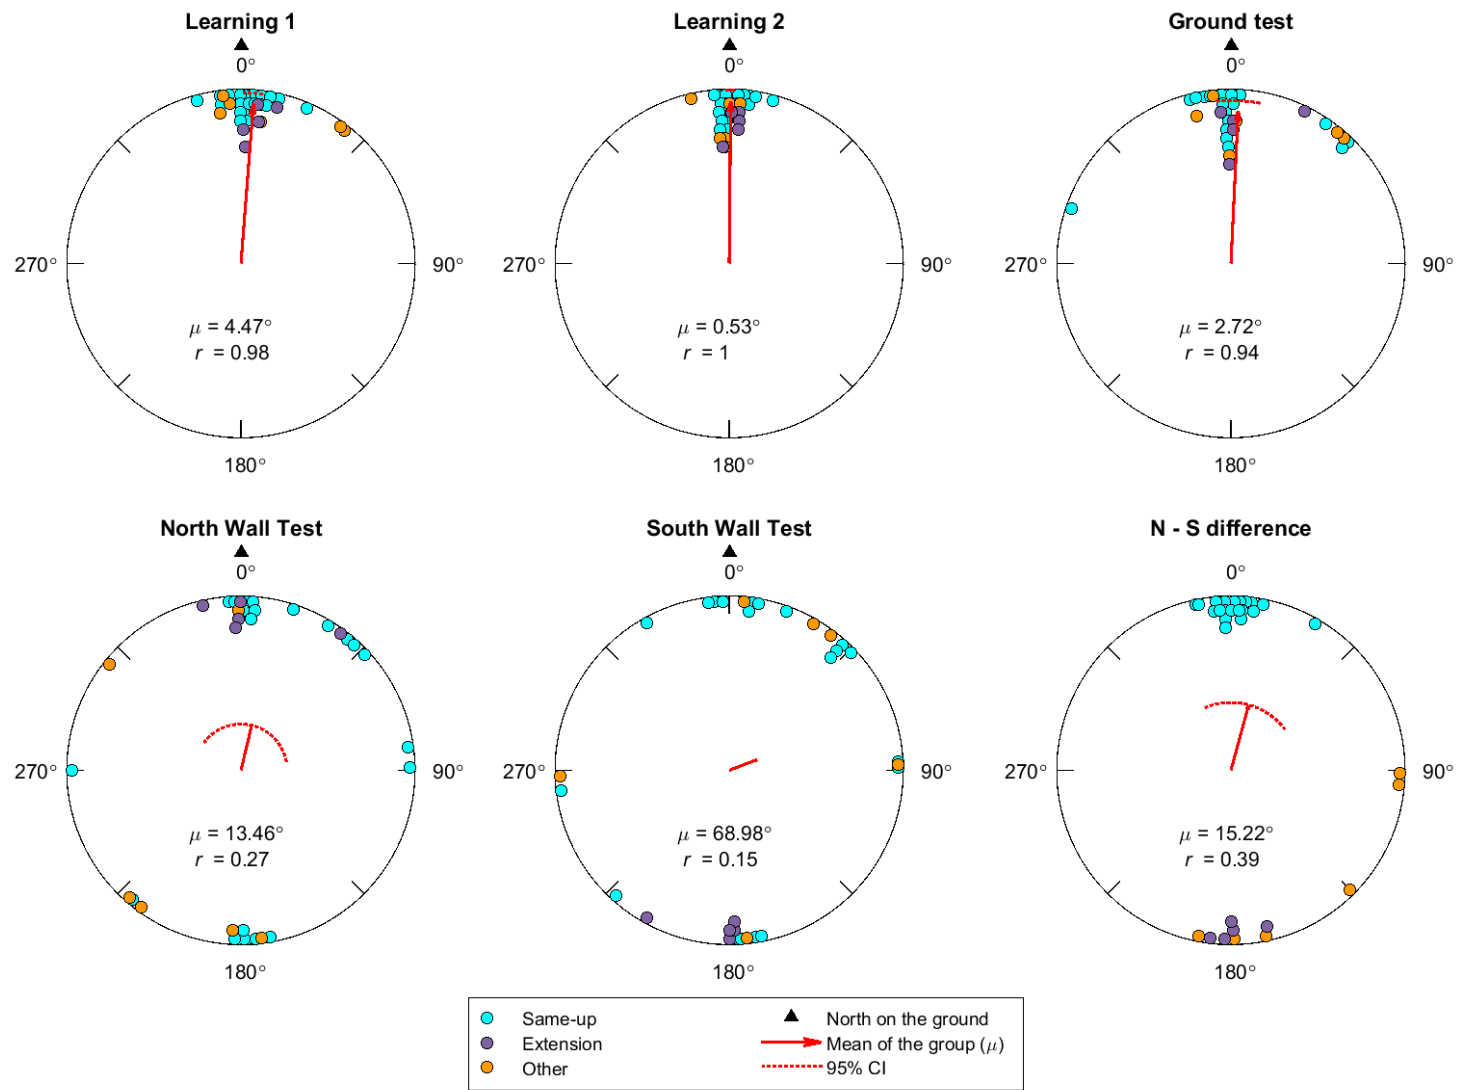 Learning 1
0°
270°
90°
μ = 4.47°
r = 0.98
180°
Learning 2
0°
270°
90°
μ = 0.53°
r = 1
180°
Ground test
0°
270°
90°
μ = 2.72°
r = 0.94
180°
North Wall Test
0°
270°
90°
μ = 13.46°
r = 0.27
180°
South Wall Test
0°
270°
90°
μ = 68.98°
r = 0.15
180°
N - S difference
0°
270°
90°
μ = 15.22°
r = 0.39
180°
Same-up
Extension
Other
North on the ground
Mean of the group (μ)
95% CI